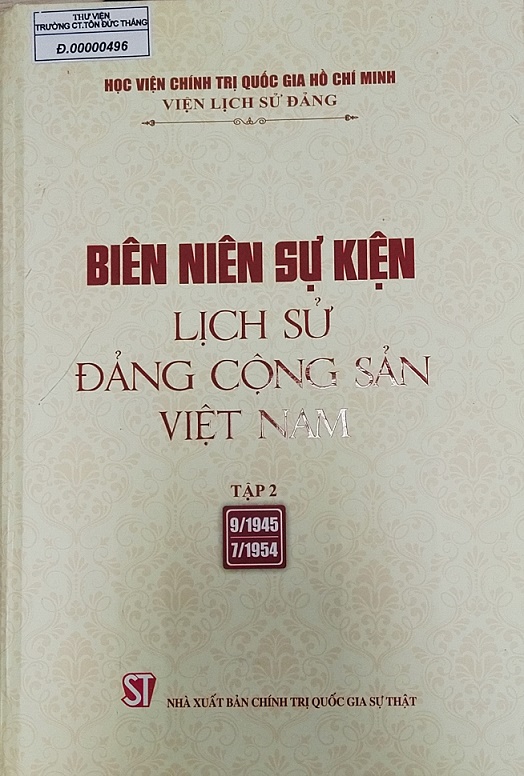 THƯ VIỆN
TRƯỜNG CT.TÔN ĐỨC THẮNG
Đ.00000496
HỌC VIỆN CHÍNH TRỊ QUỐC GIA HỒ CHÍ MINH
VIỆN LỊCH SỬ ĐẢNG
BIÊN NIÊN SỰ KIỆN
LỊCH SỬ
ĐẢNG CỘNG SẢN
VIỆT NAM
TẬP 2
9/1945
7/1954
ST
NHÀ XUẤT BẢN CHÍNH TRỊ QUỐC GIA SỰ THẬT